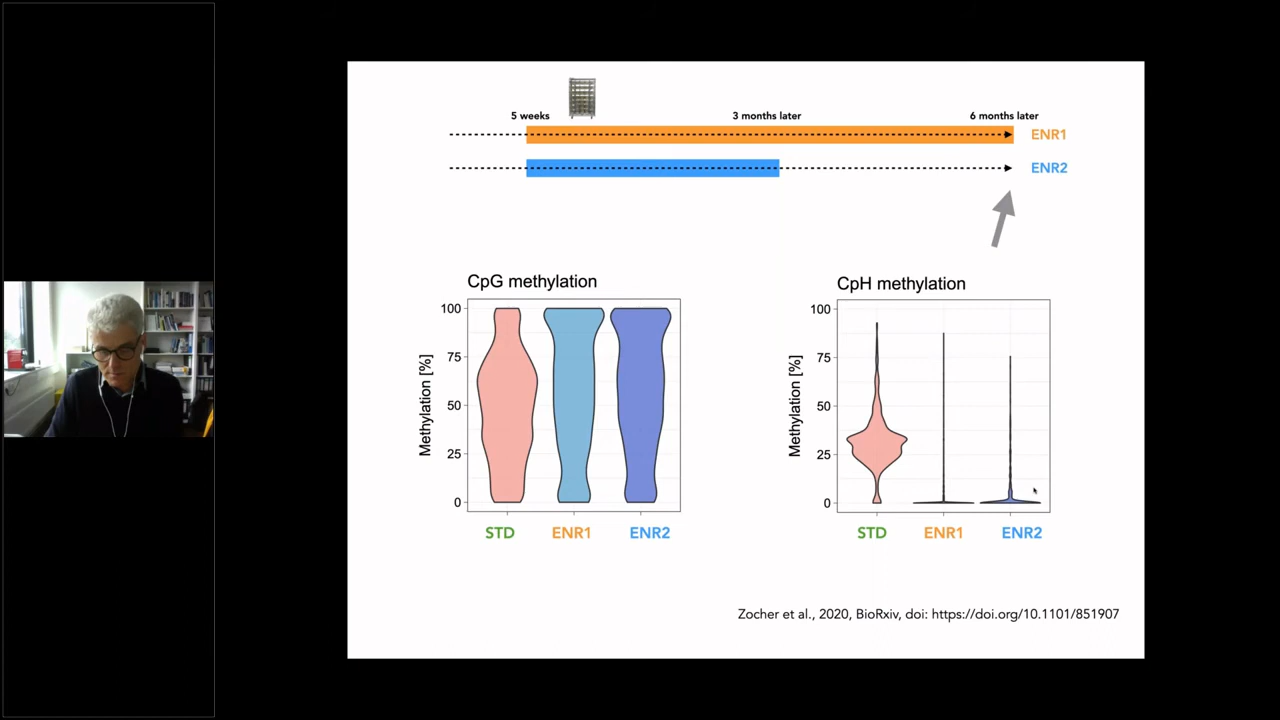 5 weeks 3 months later 6 months later
ENR1
ENR2
CpG methylation
Methylation [%]
100
75
50
25
0
STD ENR1 ENR2
CpH methylation
Methylation [%]
100
75
50
25
0
STD ENR1 ENR2
Zocher et al., 2020, BioRxiv, doi: https://doi.org/10.1101/851907